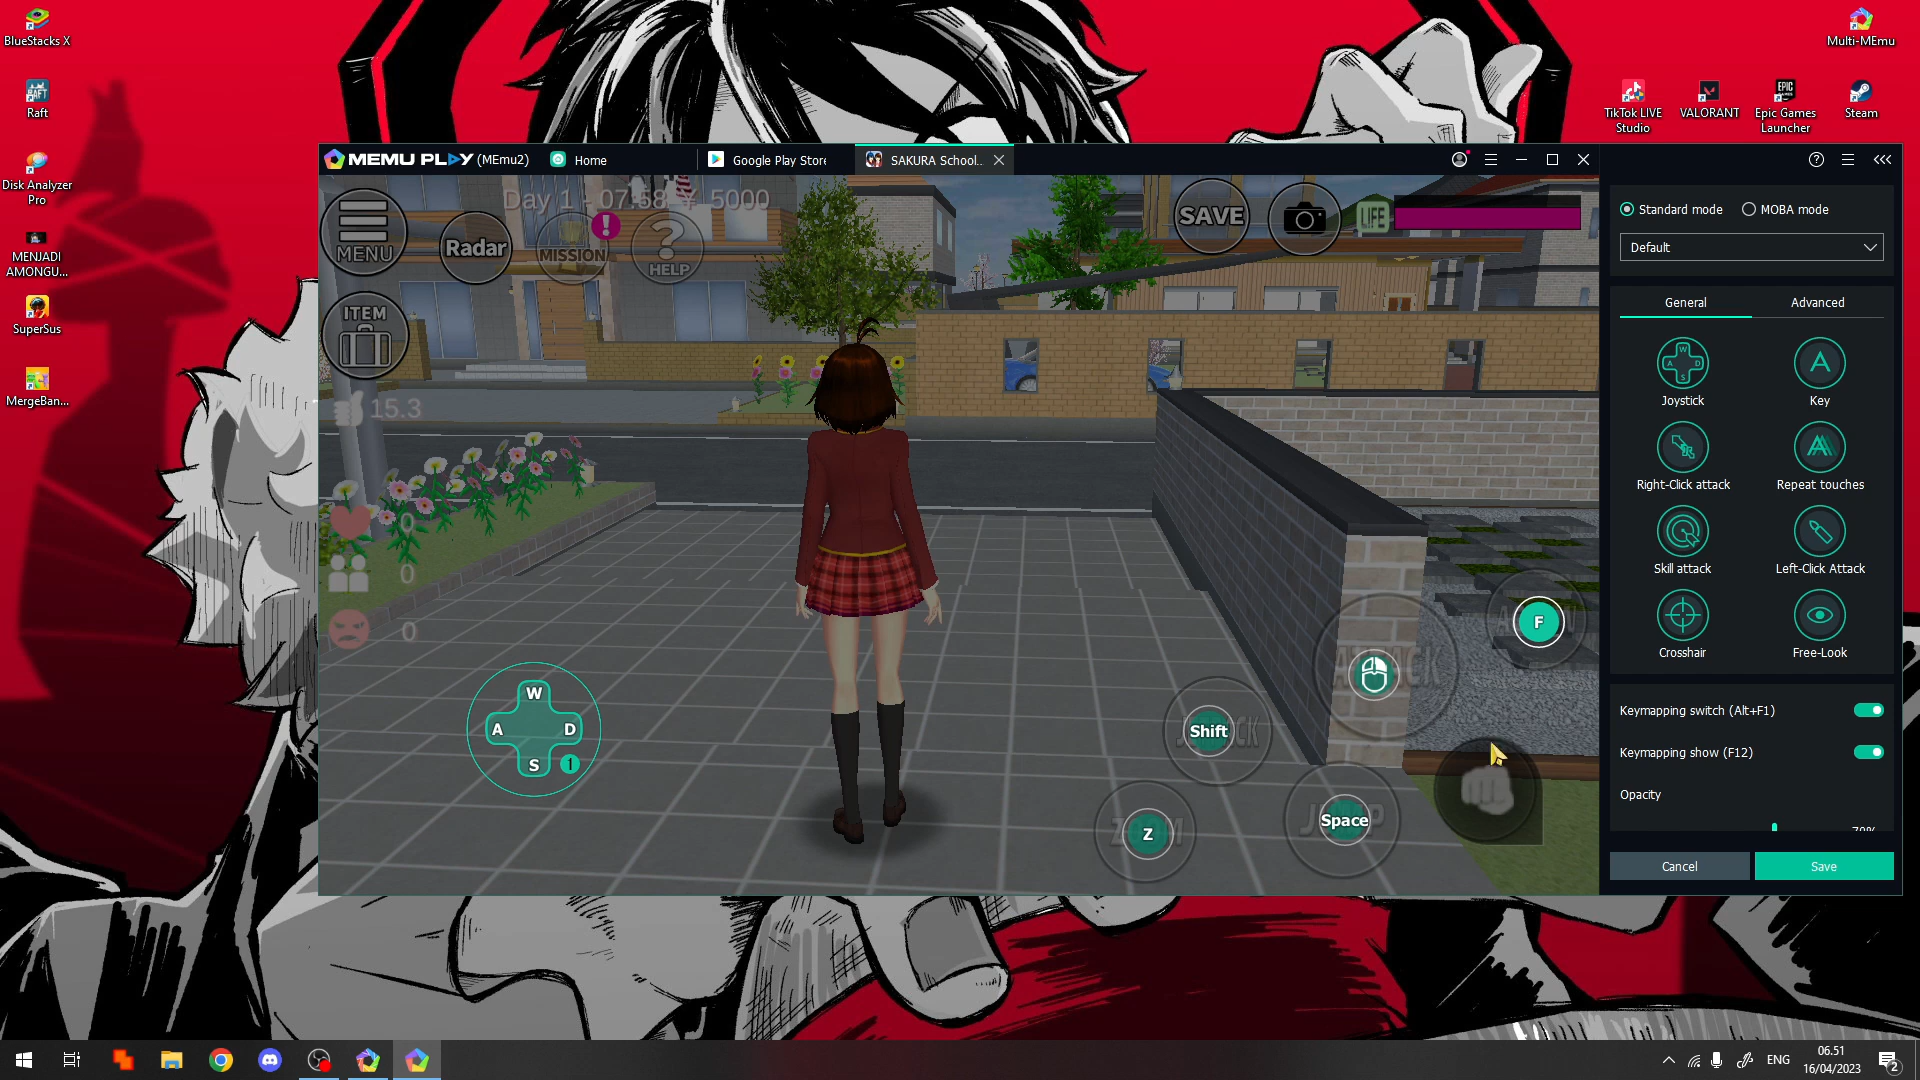 BlueStacks X
Raft
Disk Analyzer
Pro
MENJADI
AMONGU...
SuperSus
MergeBan...
Multi-MEmu
TikTok LIVE
Studio
VALORANT
Epic Games
Launcher
Steam
MEMU PLAY (MEmu2)
Home
Google Play Store
SAKURA School..
Day 1 - 07:58 ¥ 5000
MENU
Radar
MISSION
!
?
HELP
SAVE
LIFE
ITEM
15.3
0
0
0
W
A
D
S
1
F
ATTACK
Shift
Z
Space
Standard mode
MOBA mode
Default
General
Advanced
Joystick
Key
Right-Click attack
Repeat touches
Skill attack
Left-Click Attack
Crosshair
Free-Look
Keymapping switch (Alt+F1)
Keymapping show (F12)
Opacity
70%
Cancel
Save
ENG
06.51
16/04/2023
2